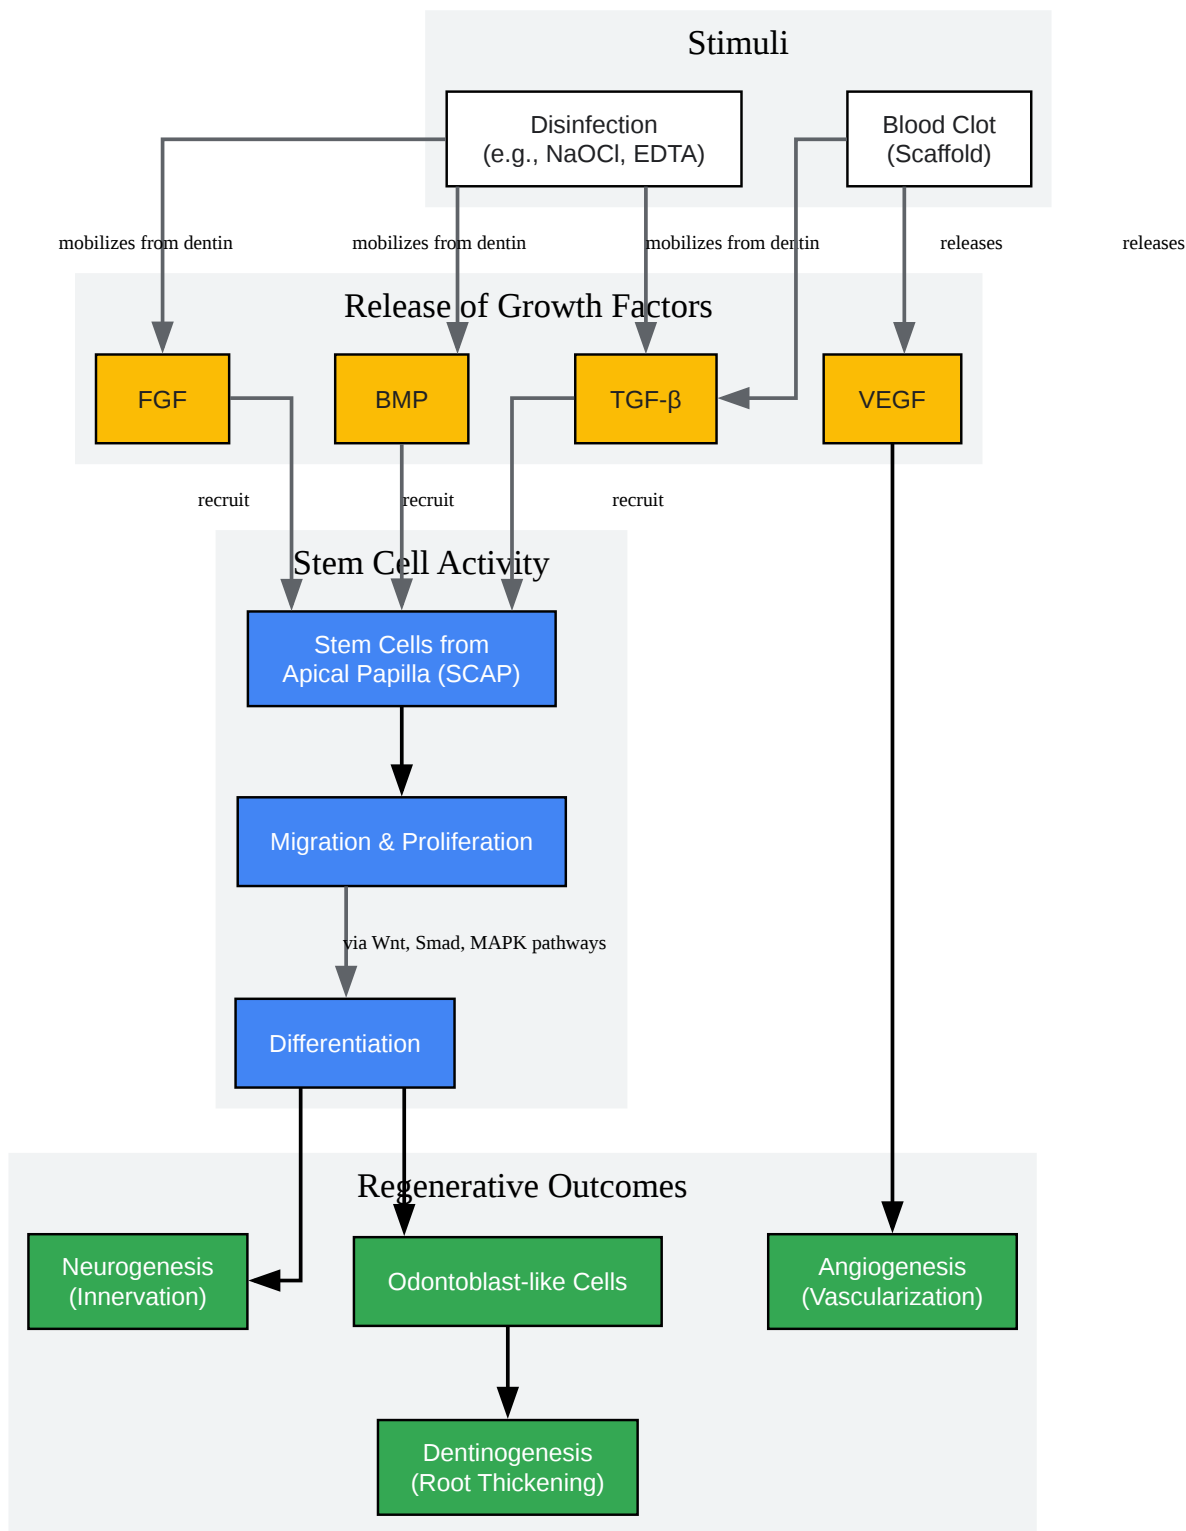 Stimuli
Disinfection
(e.g., NaOCl, EDTA)
Blood Clot
(Scaffold)
mobilizes from dentin
mobilizes from dentin
mobilizes from dentin
releases
releases
Release of Growth Factors
FGF
BMP
TGF-β
VEGF
recruit
recruit
recruit
Stem Cell Activity
Stem Cells from
Apical Papilla (SCAP)
Migration & Proliferation
via Wnt, Smad, MAPK pathways
Differentiation
Regenerative Outcomes
Neurogenesis
(Innervation)
Odontoblast-like Cells
Angiogenesis
(Vascularization)
Dentinogenesis
(Root Thickening)